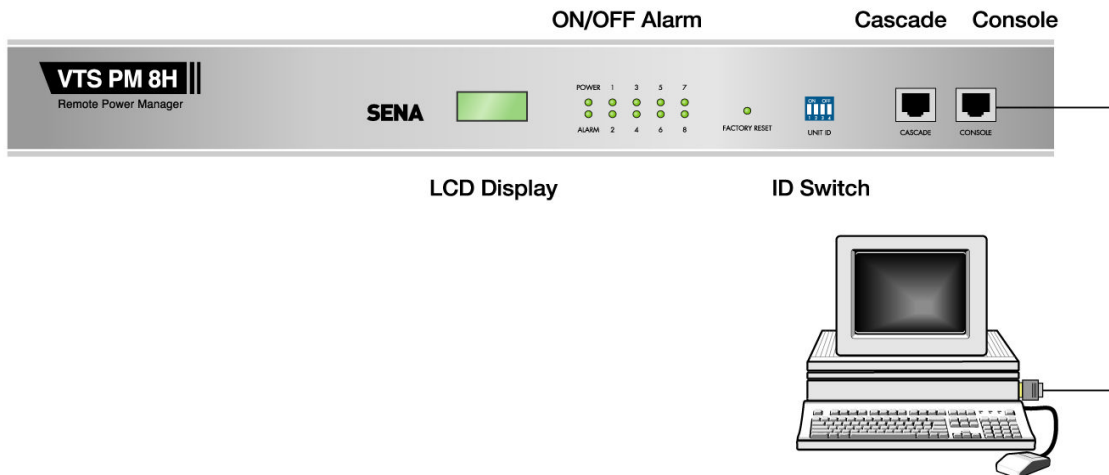 ON/OFF Alarm Cascade Console
VTS PM 8H
Remote Power Manager
SENA
POWER 1 3 5 7
ALARM 2 4 6 8
FACTORY RESET
ON OFF
1 2 3 4
UNIT ID
CASCADE
CONSOLE
LCD Display ID Switch